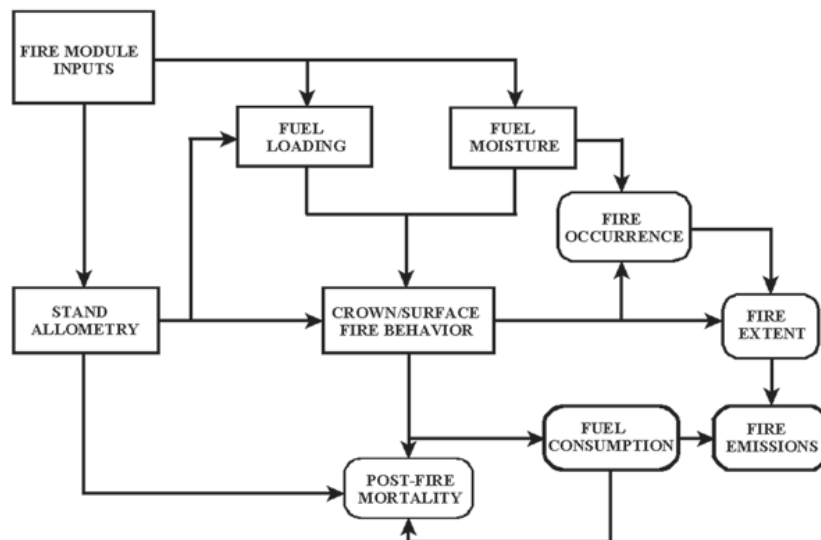 FIRE MODULE
INPUTS
FUEL
LOADING
FUEL
MOISTURE
FIRE
OCCURRENCE
STAND
ALLOMETRY
CROWN/SURFACE
FIRE BEHAVIOR
FIRE
EXTENT
FUEL
CONSUMPTION
FIRE
EMISSIONS
POST-FIRE
MORTALITY